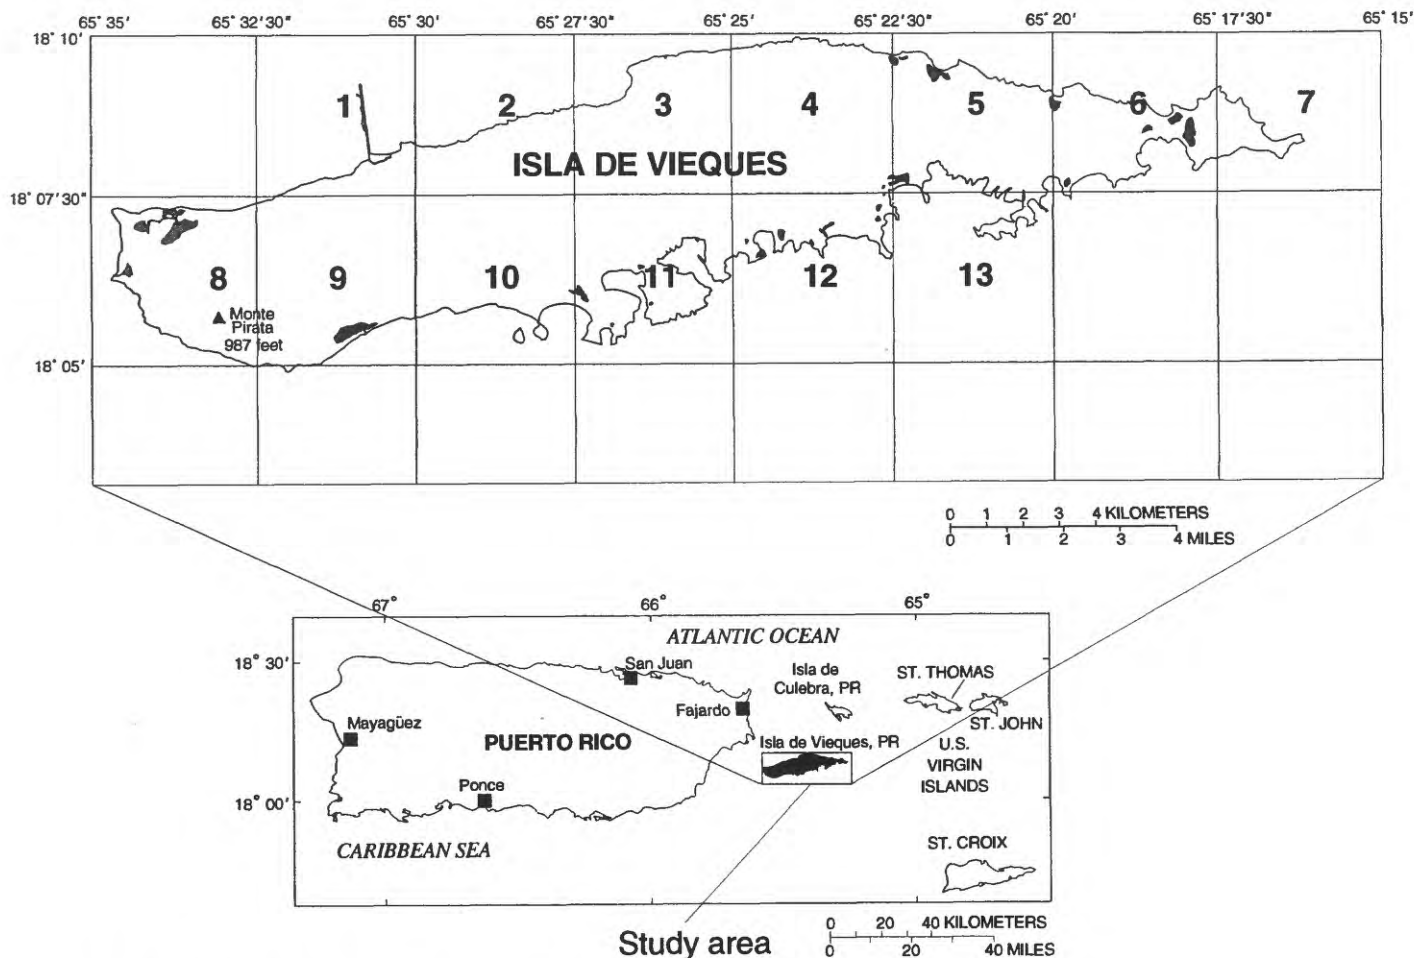 65° 35' 65° 32'30" 65° 30' 65° 27'30" 65° 25' 65° 22'30" 65° 20' 65° 17'30" 65° 15'
18° 10'
1 2 3 4 5 6 7
ISLA DE VIEQUES
18° 07'30"
8 9 10 11 12 13
Monte
Pirata
987 feet
18° 05'
0 1 2 3 4 KILOMETERS
0 1 2 3 4 MILES
67° 66° 65°
ATLANTIC OCEAN
18° 30'
San Juan
Isla de
Culebra, PR
ST. THOMAS
Fajardo
ST. JOHN
Mayagüez
PUERTO RICO
Isla de Vieques, PR
U.S.
VIRGIN
ISLANDS
Ponce
18° 00'
CARIBBEAN SEA
ST. CROIX
Study area
0 20 40 KILOMETERS
0 20 40 MILES